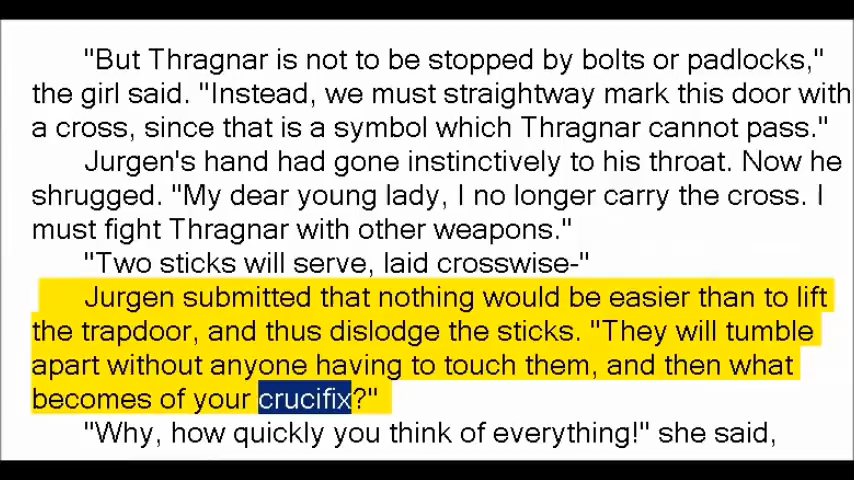 "But Thragnar is not to be stopped by bolts or padlocks,"
the girl said. "Instead, we must straightway mark this door with
a cross, since that is a symbol which Thragnar cannot pass."
Jurgen's hand had gone instinctively to his throat. Now he
shrugged. "My dear young lady, I no longer carry the cross. I
must fight Thragnar with other weapons."
"Two sticks will serve, laid crosswise-"
Jurgen submitted that nothing would be easier than to lift
the trapdoor, and thus dislodge the sticks. "They will tumble
apart without anyone having to touch them, and then what
becomes of your crucifix?"
"Why, how quickly you think of everything!" she said,